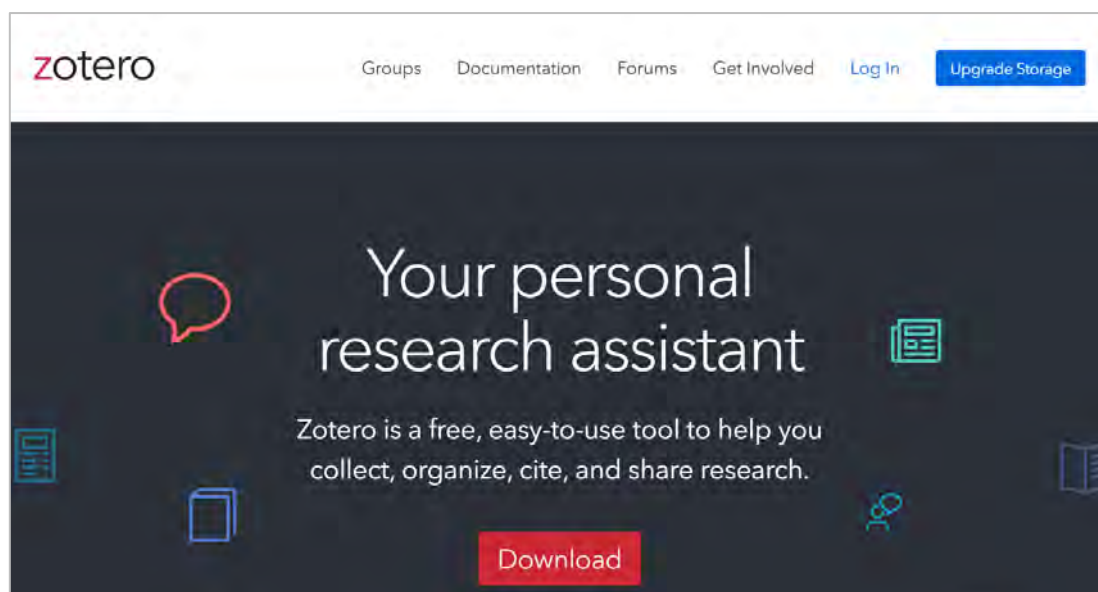 zotero
Groups Documentation Forums Get Involved Log In Upgrade Storage
Your personal
research assistant
Zotero is a free, easy-to-use tool to help you
collect, organize, cite, and share research.
Download